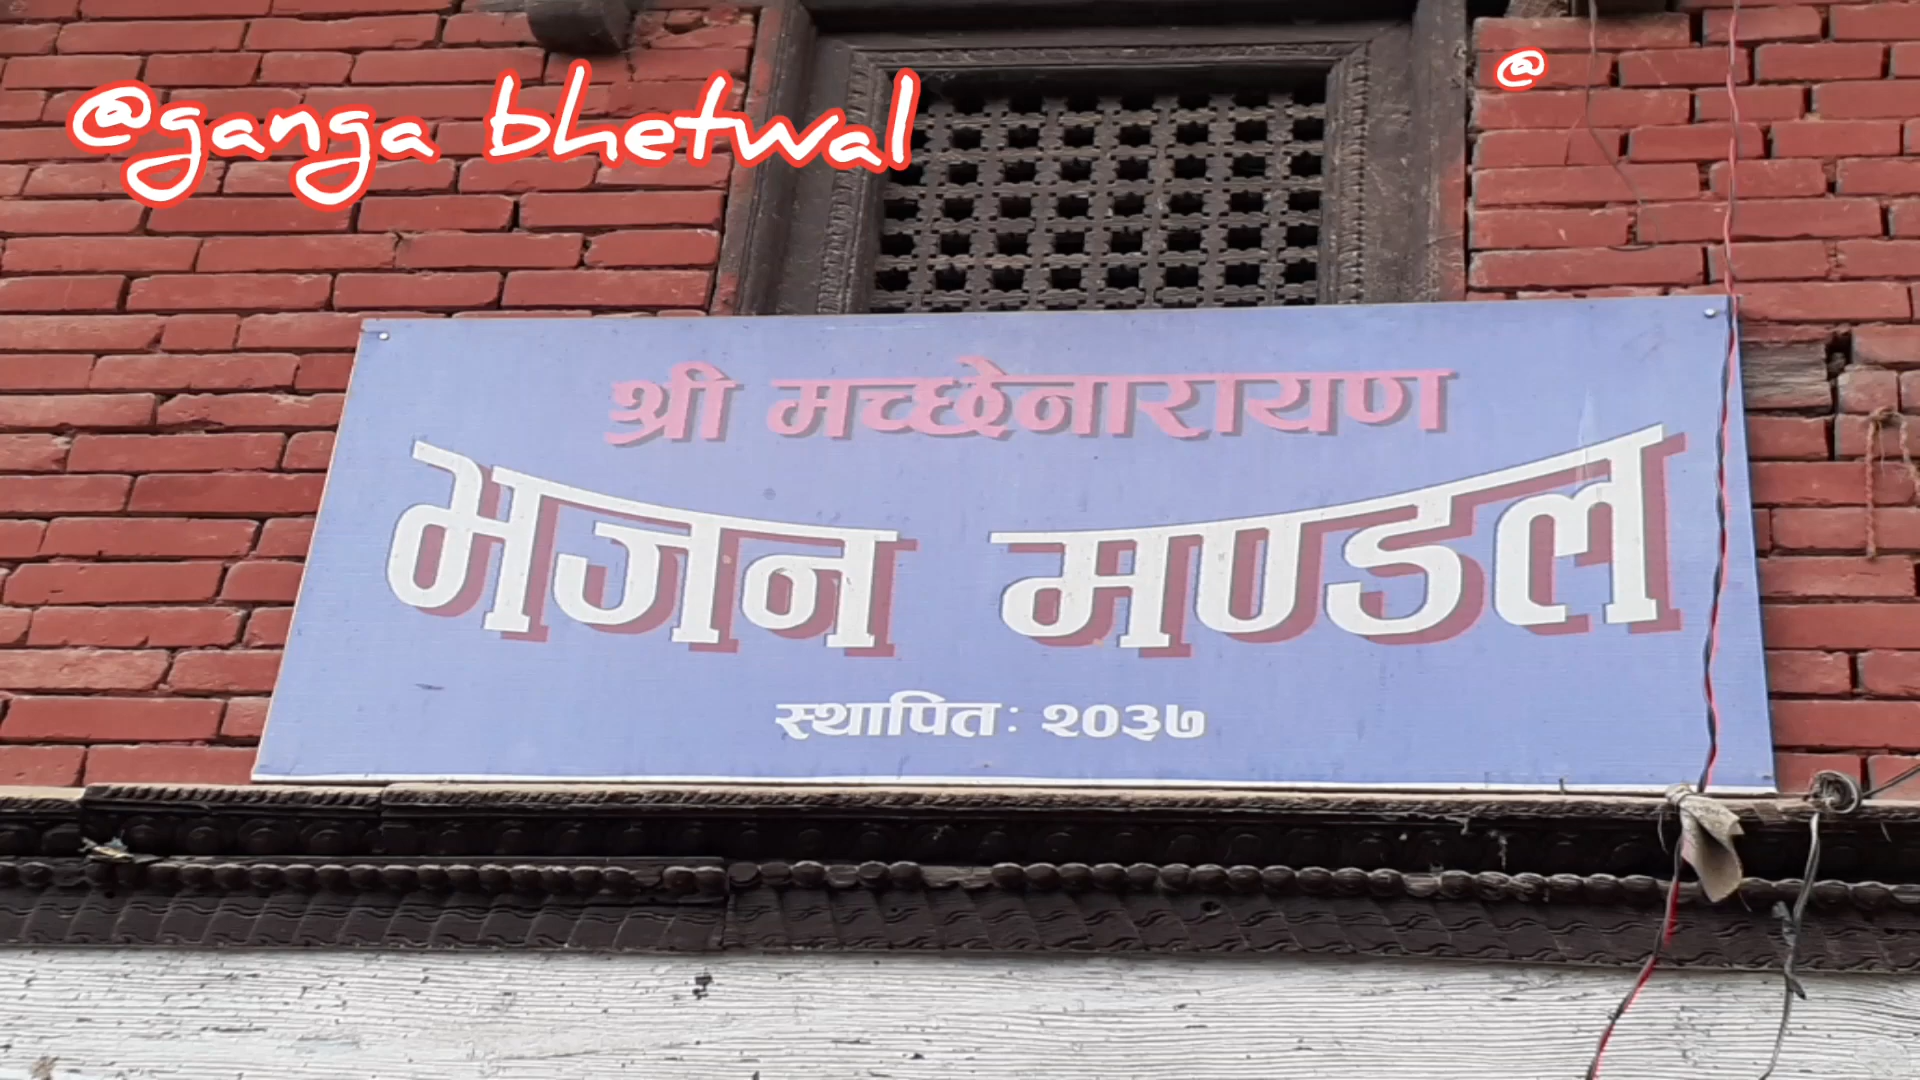 @ganga bhetwal
@
श्री मच्छेनारायण
भजन मण्डल
स्थापित: २०३७